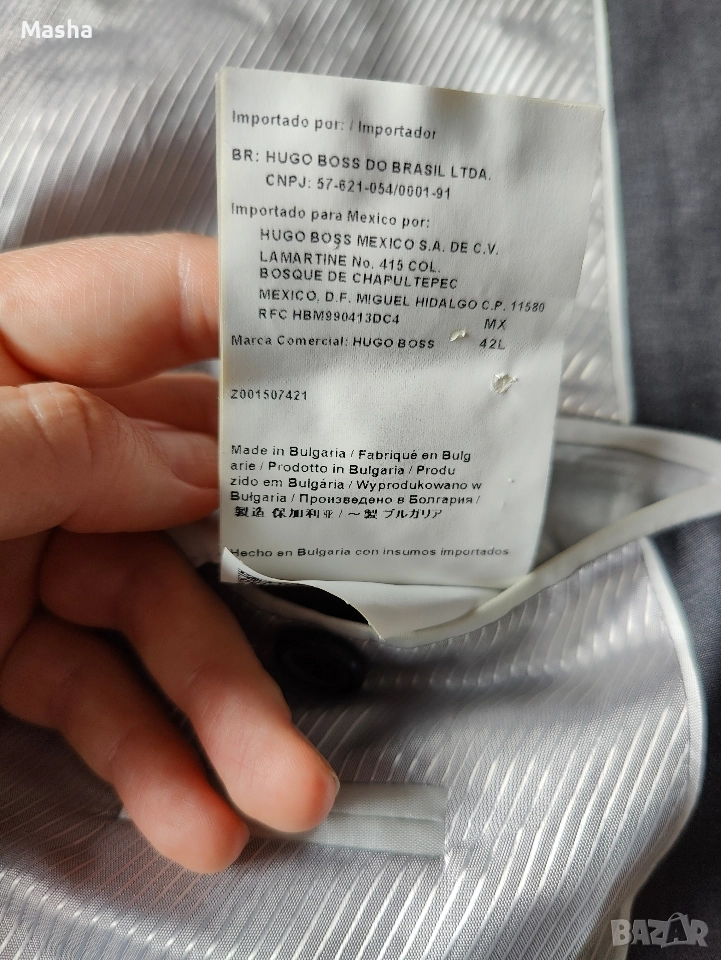 Masha
Importado por: / Importador
BR: HUGO BOSS DO BRASIL LTDA.
CNPJ: 57-621-054/0001-91
Importado para Mexico por:
HUGO BOSS MEXICO S.A. DE C.V.
LAMARTINE No. 415 COL.
BOSQUE DE CHAPULTEPEC
MEXICO, D.F. MIGUEL HIDALGO C.P. 11580
RFC HBM990413DC4 MX
Marca Comercial: HUGO BOSS 42L
Z001507421
Made in Bulgaria / Fabriqué en Bulg
arie / Prodotto in Bulgaria / Produ
zido em Bulgária / Wyprodukowano w
Bułgaria / Произведено в Болгария /
製造 保加利亚 / ～製 ブルガリア
Hecho en Bulgaria con insumos importados
BAZAR